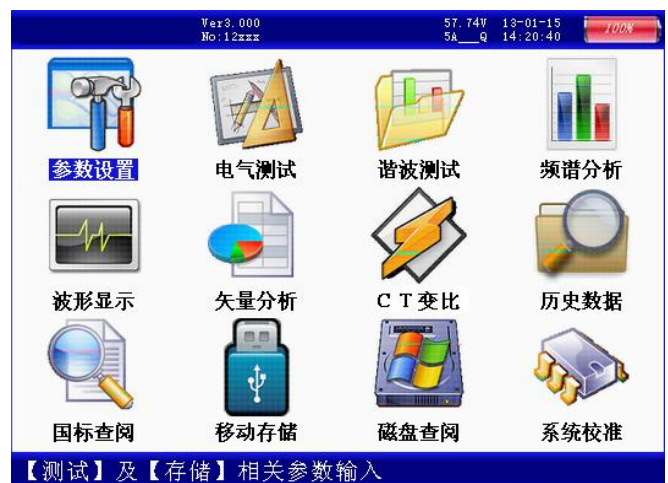 Ver3.000 57.74V 13-01-15
No:12xxx 5A__Q 14:20:40 100%
参数设置 电气测试 谐波测试 频谱分析
波形显示 矢量分析 CT变比 历史数据
国标查阅 移动存储 磁盘查阅 系统校准
【测试】及【存储】相关参数输入